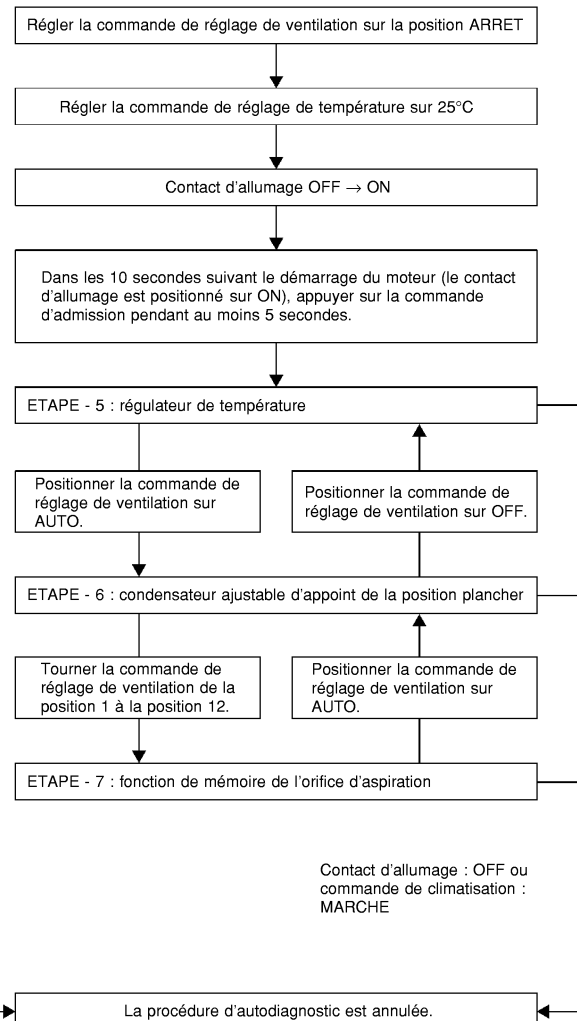 Régler la commande de réglage de ventilation sur la position ARRET
Régler la commande de réglage de température sur 25°C
Contact d'allumage OFF → ON
Dans les 10 secondes suivant le démarrage du moteur (le contact
d'allumage est positionné sur ON), appuyer sur la commande
d'admission pendant au moins 5 secondes.
ETAPE - 5 : régulateur de température
Positionner la commande de
réglage de ventilation sur
AUTO.
Positionner la commande de
réglage de ventilation sur OFF.
ETAPE - 6 : condensateur ajustable d'appoint de la position plancher
Tourner la commande de
réglage de ventilation de la
position 1 à la position 12.
Positionner la commande de
réglage de ventilation sur
AUTO.
ETAPE - 7 : fonction de mémoire de l'orifice d'aspiration
Contact d'allumage : OFF ou
commande de climatisation :
MARCHE
La procédure d'autodiagnostic est annulée.